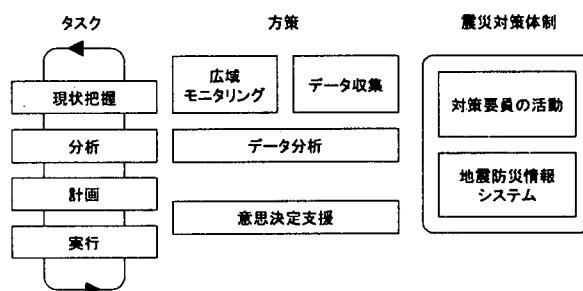 タスク
方策
震災対策体制
現状把握
分析
計画
実行
広域
モニタリング
データ収集
データ分析
意思決定支援
対策要員の活動
地震防災情報
システム